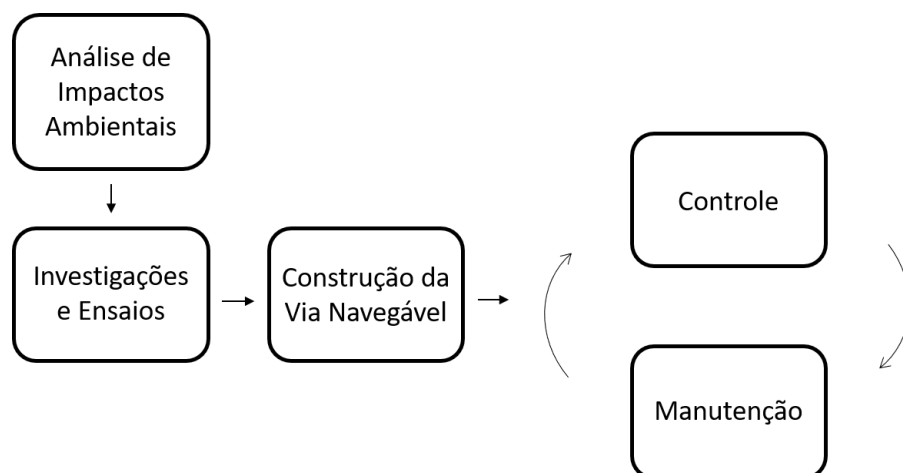 Análise de
Impactos
Ambientais
Investigações
e Ensaios
Construção da
Via Navegável
Controle
Manutenção